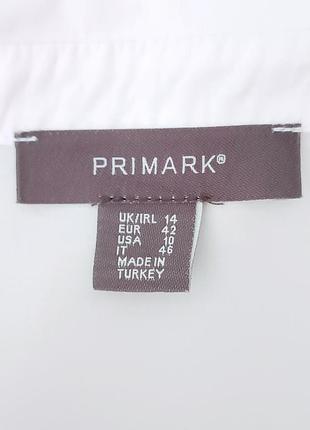 PRIMARK®
UK/IRL 14
EUR 42
USA 10
IT 46
MADE IN
TURKEY